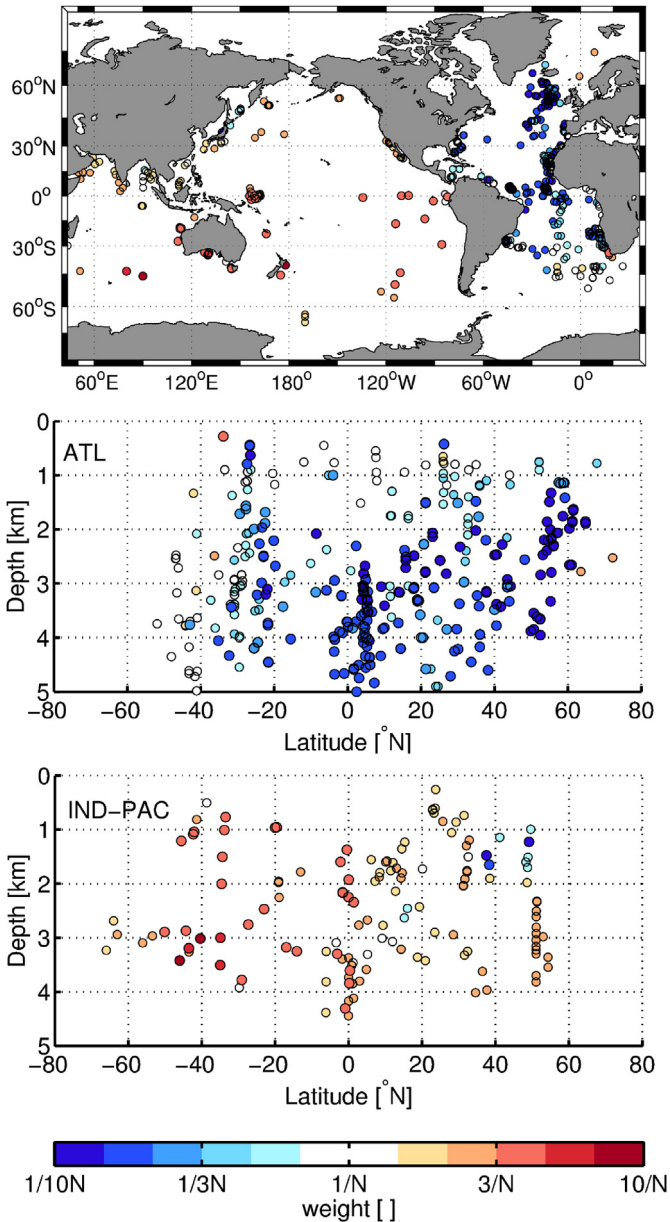 60°N
30°N
0°
30°S
60°S
60°E 120°E 180° 120°W 60°W 0°
0
ATL
1
2
3
4
5
Depth [km]
−80 −60 −40 −20 0 20 40 60 80
Latitude [°N]
0
IND−PAC
1
2
3
4
5
Depth [km]
−80 −60 −40 −20 0 20 40 60 80
Latitude [°N]
1/10N 1/3N 1/N 3/N 10/N
weight [ ]